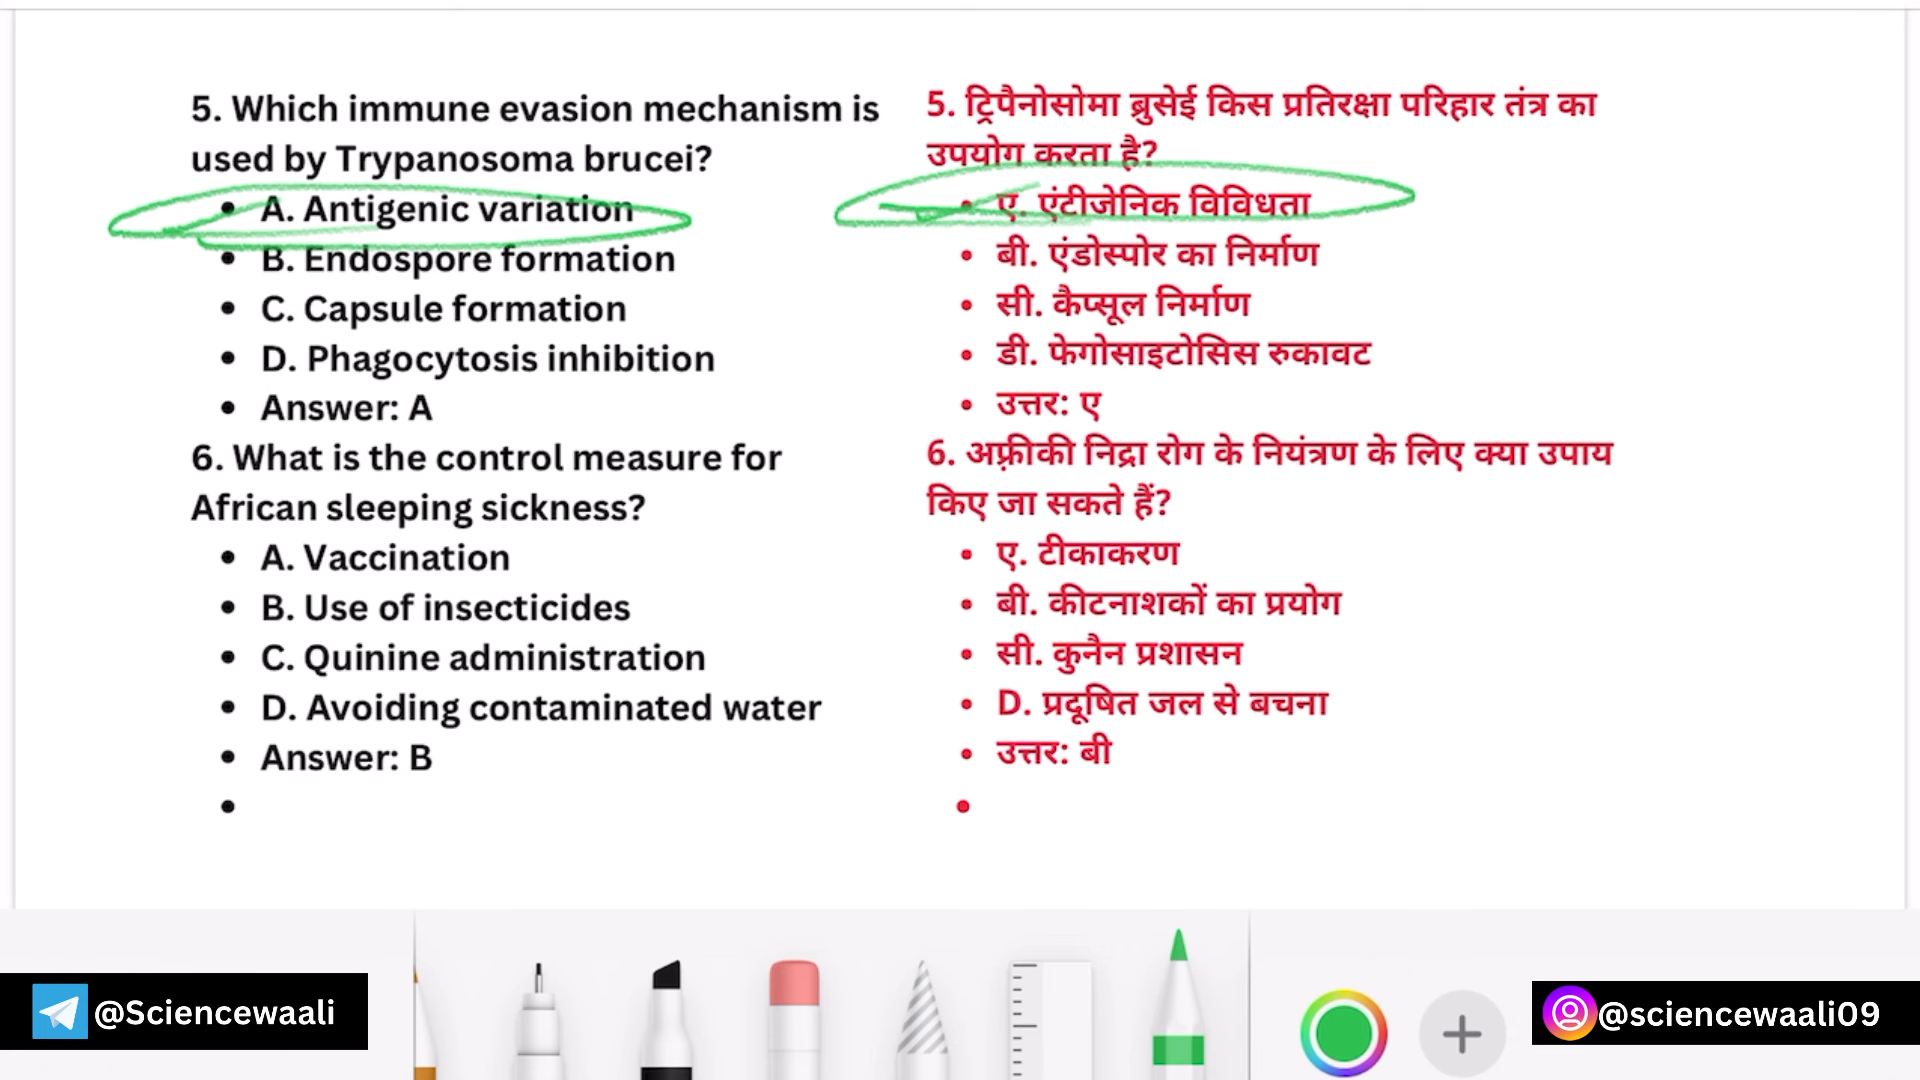 5. Which immune evasion mechanism is
used by Trypanosoma brucei?
• A. Antigenic variation
• B. Endospore formation
• C. Capsule formation
• D. Phagocytosis inhibition
• Answer: A
6. What is the control measure for
African sleeping sickness?
• A. Vaccination
• B. Use of insecticides
• C. Quinine administration
• D. Avoiding contaminated water
• Answer: B
•
5. ट्रिपैनोसोमा ब्रुसेई किस प्रतिरक्षा परिहार तंत्र का
उपयोग करता है?
• ए. एंटीजेनिक विविधता
• बी. एंडोस्पोर का निर्माण
• सी. कैप्सूल निर्माण
• डी. फेगोसाइटोसिस रुकावट
• उत्तर: ए
6. अफ़्रीकी निद्रा रोग के नियंत्रण के लिए क्या उपाय
किए जा सकते हैं?
• ए. टीकाकरण
• बी. कीटनाशकों का प्रयोग
• सी. कुनैन प्रशासन
• D. प्रदूषित जल से बचना
• उत्तर: बी
•
@Sciencewaali
@sciencewaali09